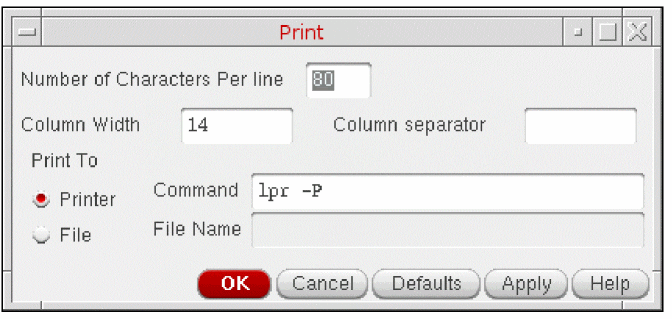 Print
Number of Characters Per line 80
Column Width 14 Column separator
Print To
Printer Command lpr -P
File File Name
OK Cancel Defaults Apply Help